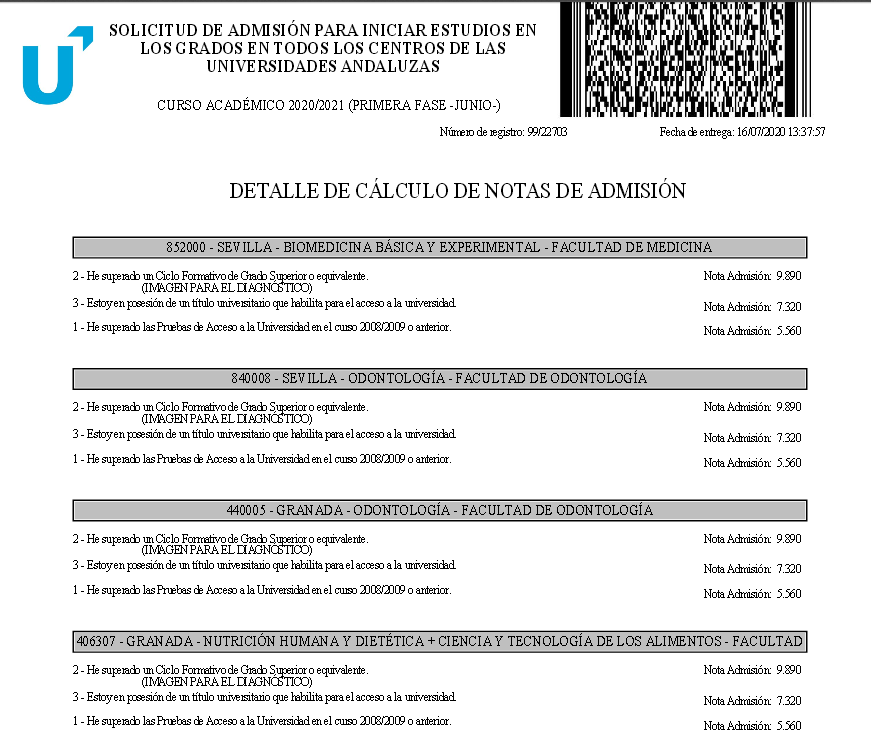 SOLICITUD DE ADMISIÓN PARA INICIAR ESTUDIOS EN
LOS GRADOS EN TODOS LOS CENTROS DE LAS
UNIVERSIDADES ANDALUZAS
CURSO ACADÉMICO 2020/2021 (PRIMERA FASE -JUNIO-)
Número de registro: 99/22703 Fecha de entrega: 16/07/2020 13:37:57
DETALLE DE CÁLCULO DE NOTAS DE ADMISIÓN
852000 - SEVILLA - BIOMEDICINA BÁSICA Y EXPERIMENTAL - FACULTAD DE MEDICINA
2 - He superado un Ciclo Formativo de Grado Superior o equivalente. Nota Admisión: 9.890
(IMAGEN PARA EL DIAGNÓSTICO)
3 - Estoy en posesión de un título universitario que habilita para el acceso a la universidad. Nota Admisión: 7.320
1 - He superado las Pruebas de Acceso a la Universidad en el curso 2008/2009 o anterior. Nota Admisión: 5.560
840008 - SEVILLA - ODONTOLOGÍA - FACULTAD DE ODONTOLOGÍA
2 - He superado un Ciclo Formativo de Grado Superior o equivalente. Nota Admisión: 9.890
(IMAGEN PARA EL DIAGNÓSTICO)
3 - Estoy en posesión de un título universitario que habilita para el acceso a la universidad. Nota Admisión: 7.320
1 - He superado las Pruebas de Acceso a la Universidad en el curso 2008/2009 o anterior. Nota Admisión: 5.560
440005 - GRANADA - ODONTOLOGÍA - FACULTAD DE ODONTOLOGÍA
2 - He superado un Ciclo Formativo de Grado Superior o equivalente. Nota Admisión: 9.890
(IMAGEN PARA EL DIAGNÓSTICO)
3 - Estoy en posesión de un título universitario que habilita para el acceso a la universidad. Nota Admisión: 7.320
1 - He superado las Pruebas de Acceso a la Universidad en el curso 2008/2009 o anterior. Nota Admisión: 5.560
406307 - GRANADA - NUTRICIÓN HUMANA Y DIETÉTICA + CIENCIA Y TECNOLOGÍA DE LOS ALIMENTOS - FACULTAD
2 - He superado un Ciclo Formativo de Grado Superior o equivalente. Nota Admisión: 9.890
(IMAGEN PARA EL DIAGNÓSTICO)
3 - Estoy en posesión de un título universitario que habilita para el acceso a la universidad. Nota Admisión: 7.320
1 - He superado las Pruebas de Acceso a la Universidad en el curso 2008/2009 o anterior. Nota Admisión: 5.560